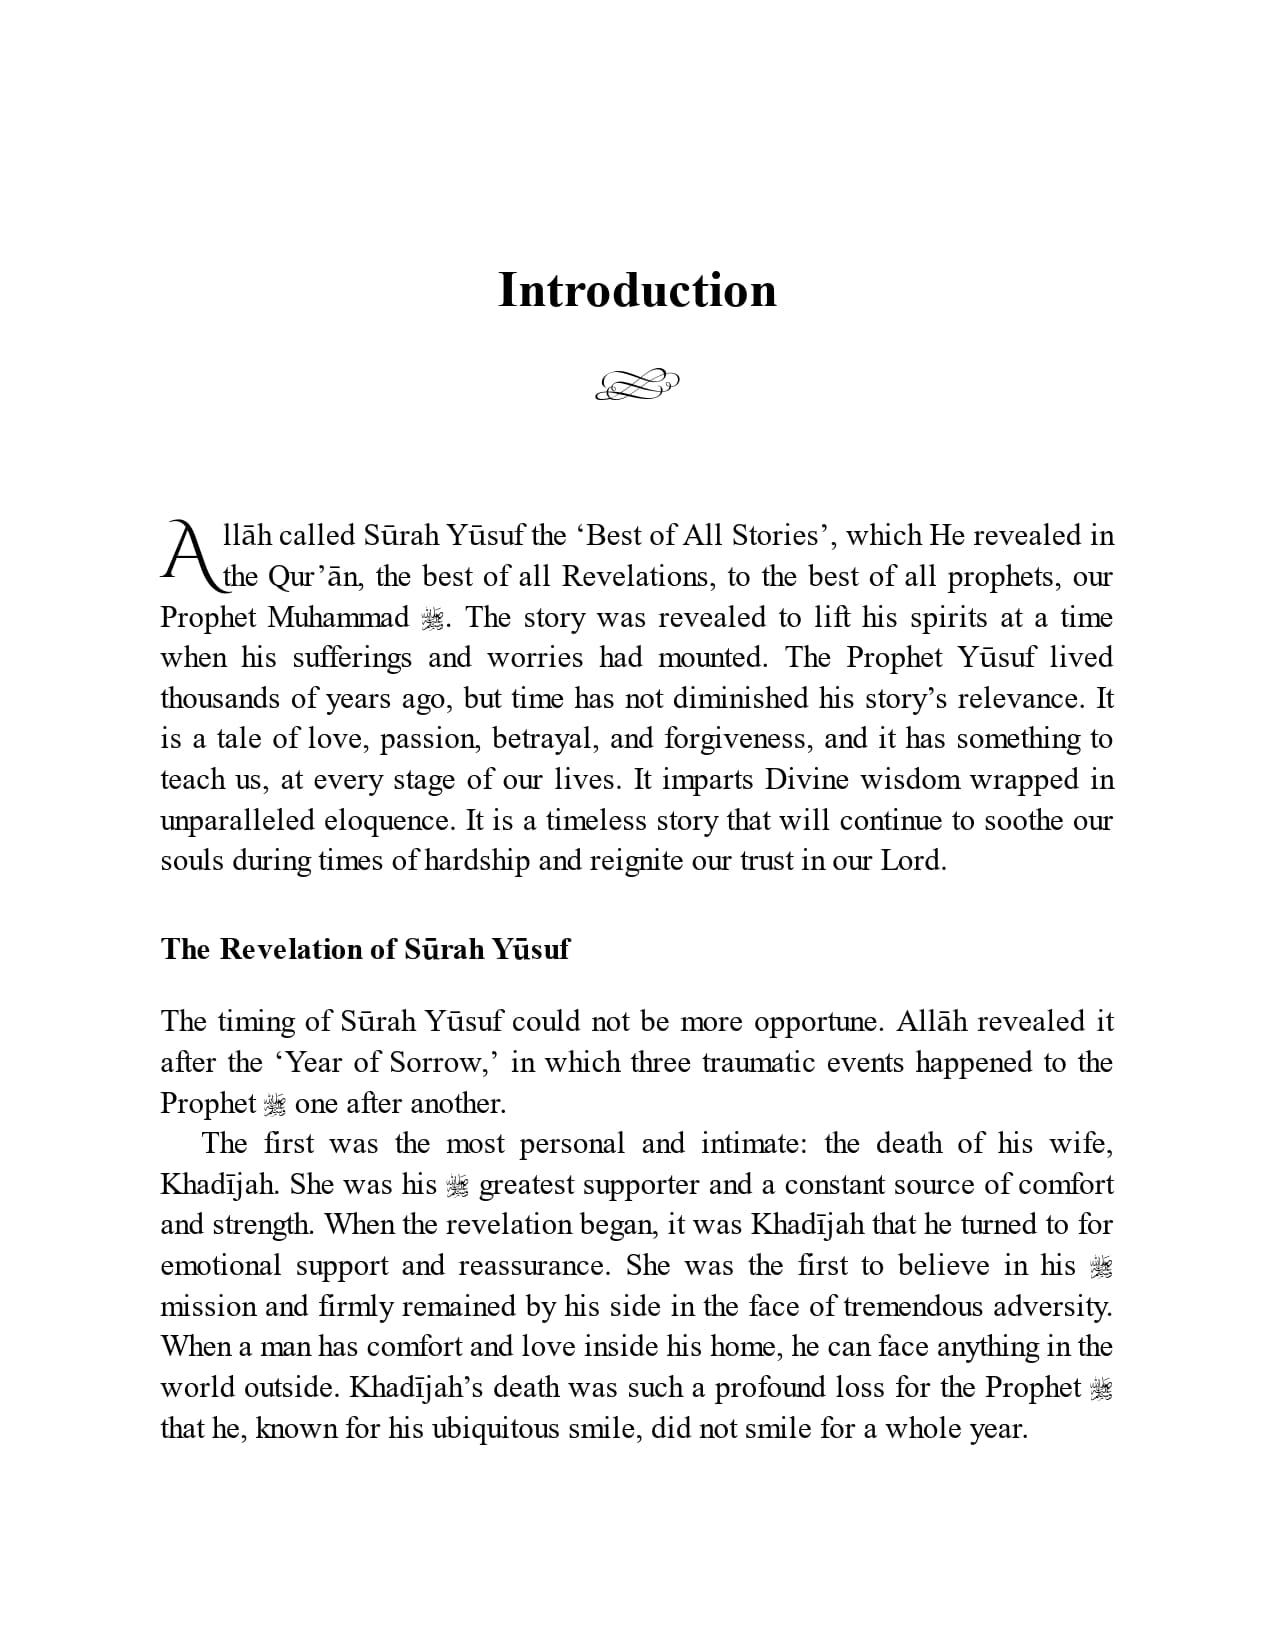 Introduction
Allāh called Sūrah Yūsuf the ‘Best of All Stories’, which He revealed in
the Qur’ān, the best of all Revelations, to the best of all prophets, our
Prophet Muhammad ﷺ. The story was revealed to lift his spirits at a time
when his sufferings and worries had mounted. The Prophet Yūsuf lived
thousands of years ago, but time has not diminished his story’s relevance. It
is a tale of love, passion, betrayal, and forgiveness, and it has something to
teach us, at every stage of our lives. It imparts Divine wisdom wrapped in
unparalleled eloquence. It is a timeless story that will continue to soothe our
souls during times of hardship and reignite our trust in our Lord.
The Revelation of Sūrah Yūsuf
The timing of Sūrah Yūsuf could not be more opportune. Allāh revealed it
after the ‘Year of Sorrow,’ in which three traumatic events happened to the
Prophet ﷺ one after another.
The first was the most personal and intimate: the death of his wife,
Khadījah. She was his ﷺ greatest supporter and a constant source of comfort
and strength. When the revelation began, it was Khadījah that he turned to for
emotional support and reassurance. She was the first to believe in his ﷺ
mission and firmly remained by his side in the face of tremendous adversity.
When a man has comfort and love inside his home, he can face anything in the
world outside. Khadījah’s death was such a profound loss for the Prophet ﷺ
that he, known for his ubiquitous smile, did not smile for a whole year.